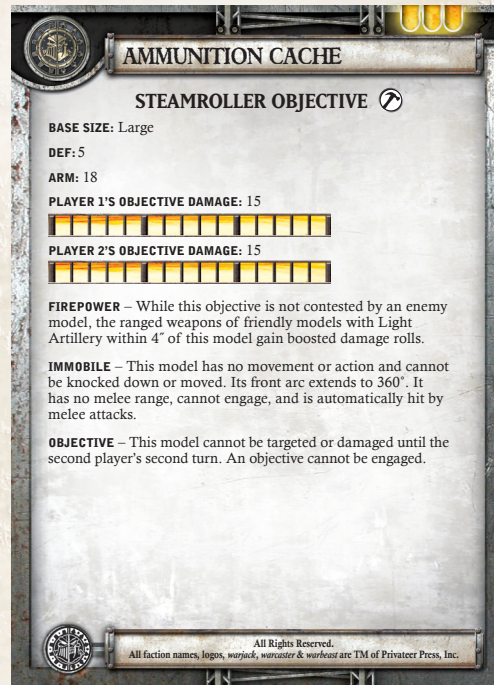 AMMUNITION CACHE
STEAMROLLER OBJECTIVE
BASE SIZE: Large
DEF: 5
ARM: 18
PLAYER 1'S OBJECTIVE DAMAGE: 15
PLAYER 2'S OBJECTIVE DAMAGE: 15
FIREPOWER – While this objective is not contested by an enemy
model, the ranged weapons of friendly models with Light
Artillery within 4˝ of this model gain boosted damage rolls.
IMMOBILE – This model has no movement or action and cannot
be knocked down or moved. Its front arc extends to 360°. It
has no melee range, cannot engage, and is automatically hit by
melee attacks.
OBJECTIVE – This model cannot be targeted or damaged until the
second player's second turn. An objective cannot be engaged.
All Rights Reserved.
All faction names, logos, warjack, warcaster & warbeast are TM of Privateer Press, Inc.